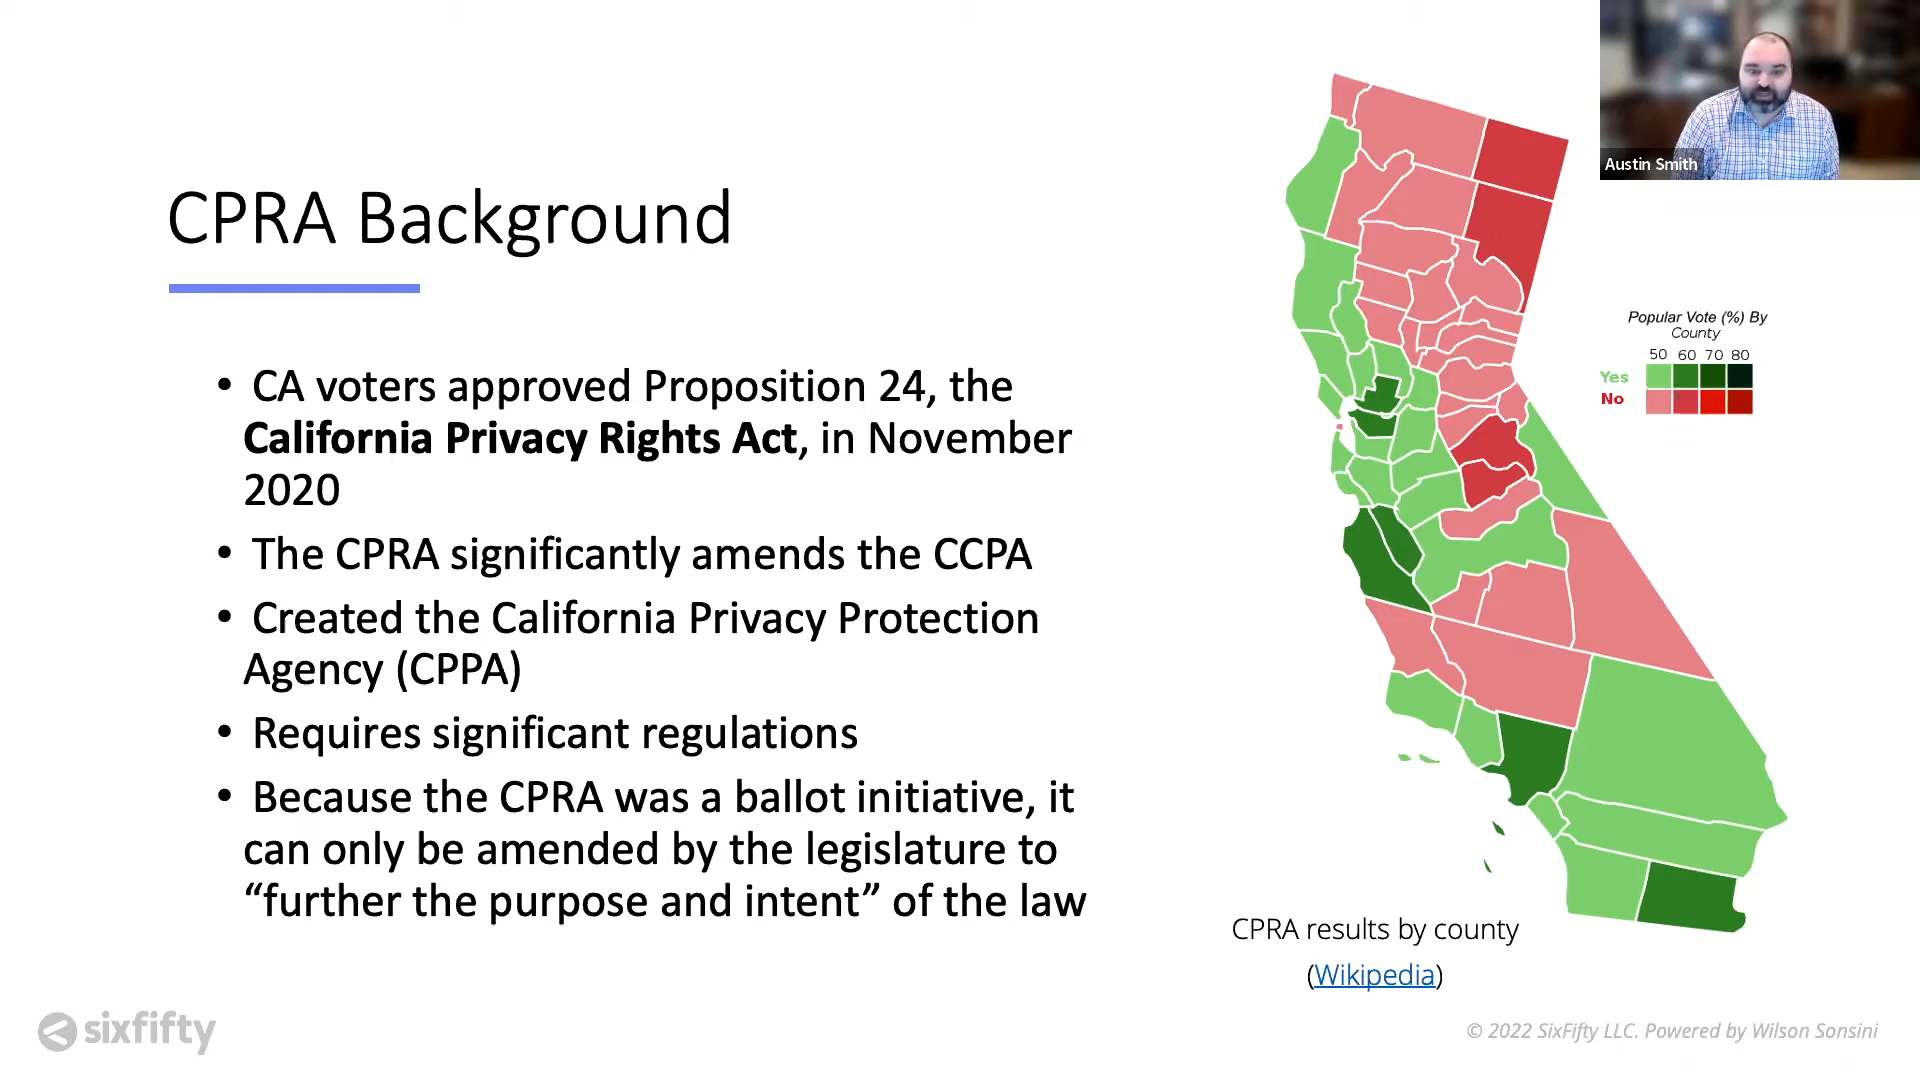 Austin Smith
CPRA Background
• CA voters approved Proposition 24, the
California Privacy Rights Act, in November
2020
• The CPRA significantly amends the CCPA
• Created the California Privacy Protection
Agency (CPPA)
• Requires significant regulations
• Because the CPRA was a ballot initiative, it
can only be amended by the legislature to
“further the purpose and intent” of the law
Popular Vote (%) By
County
50 60 70 80
Yes
No
CPRA results by county
(Wikipedia)
sixfifty
© 2022 SixFifty LLC. Powered by Wilson Sonsini